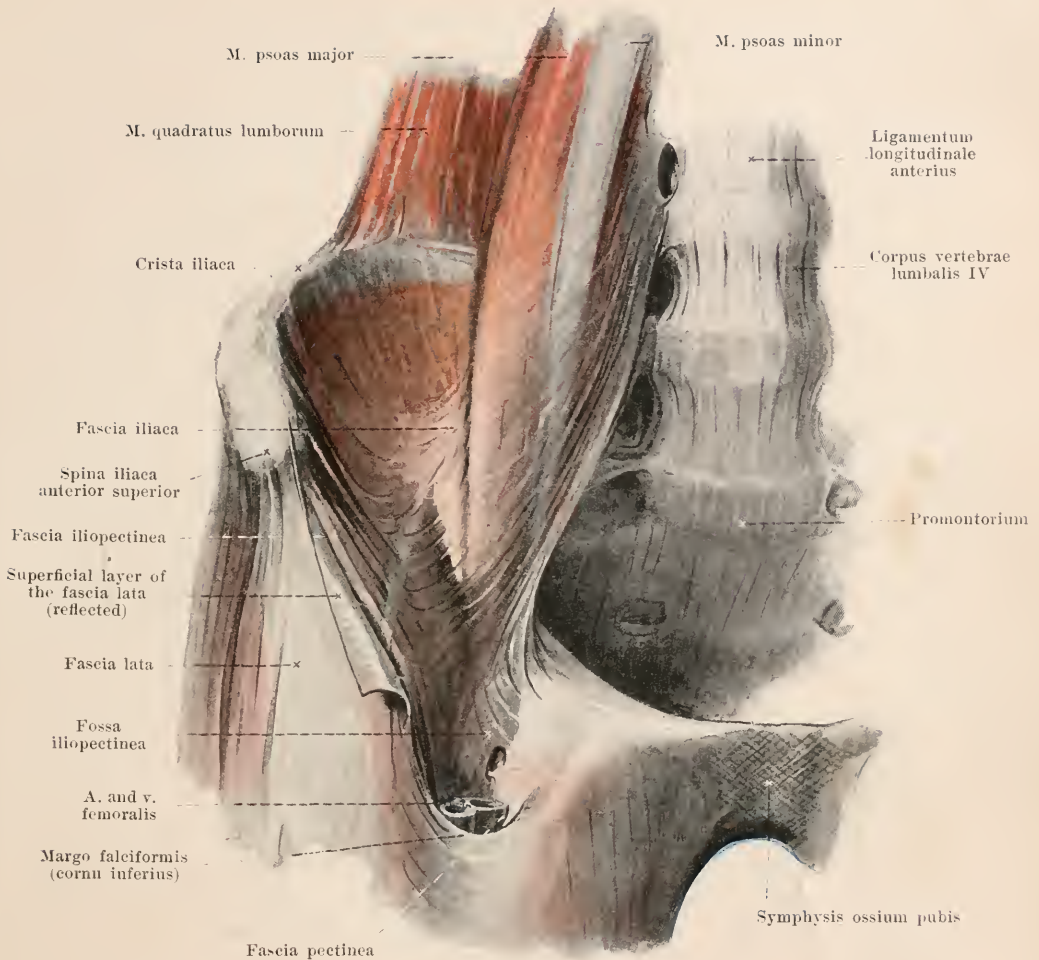 M. psoas major
M. psoas minor
M. quadratus lumborum
Ligamentum
longitudinale
anterius
Crista iliaca
Corpus vertebrae
lumbalis IV
Fascia iliaca
Spina iliaca
anterior superior
Promontorium
Fascia iliopectinea
Superficial layer of
the fascia lata
(reflected)
Fascia lata
Fossa
iliopectinea
A. and v.
femoralis
Margo falciformis
(cornu inferius)
Symphysis ossium pubis
Fascia pectinea